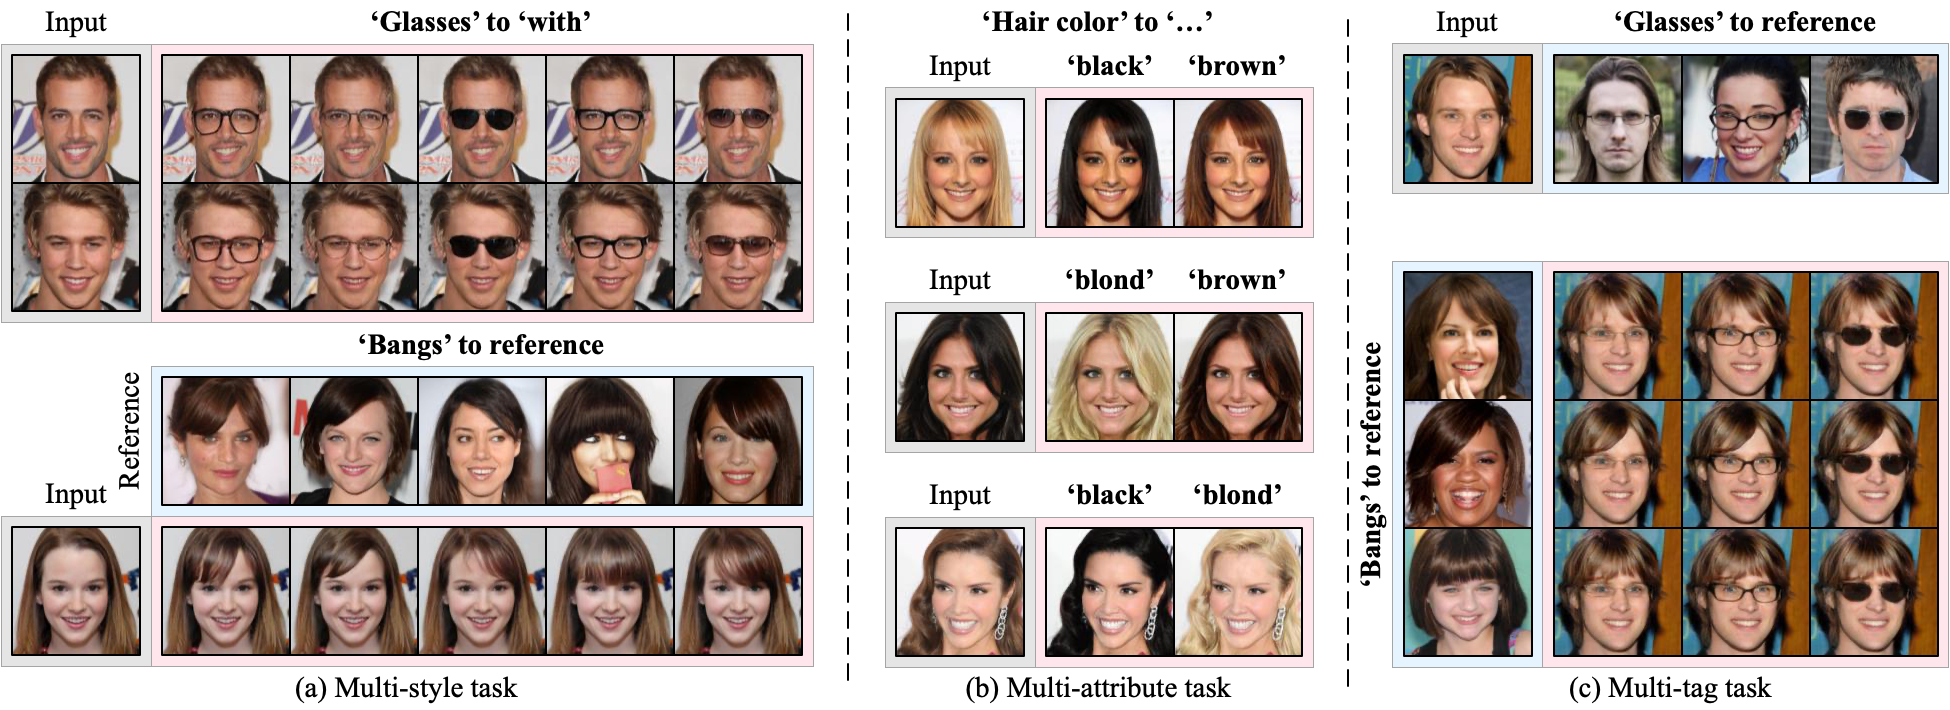 Input
‘Glasses’ to ‘with’
‘Bangs’ to reference
Reference
Input
(a) Multi-style task
‘Hair color’ to ‘…’
Input
‘black’
‘brown’
Input
‘blond’
‘brown’
Input
‘black’
‘blond’
(b) Multi-attribute task
Input
‘Glasses’ to reference
‘Bangs’ to reference
(c) Multi-tag task